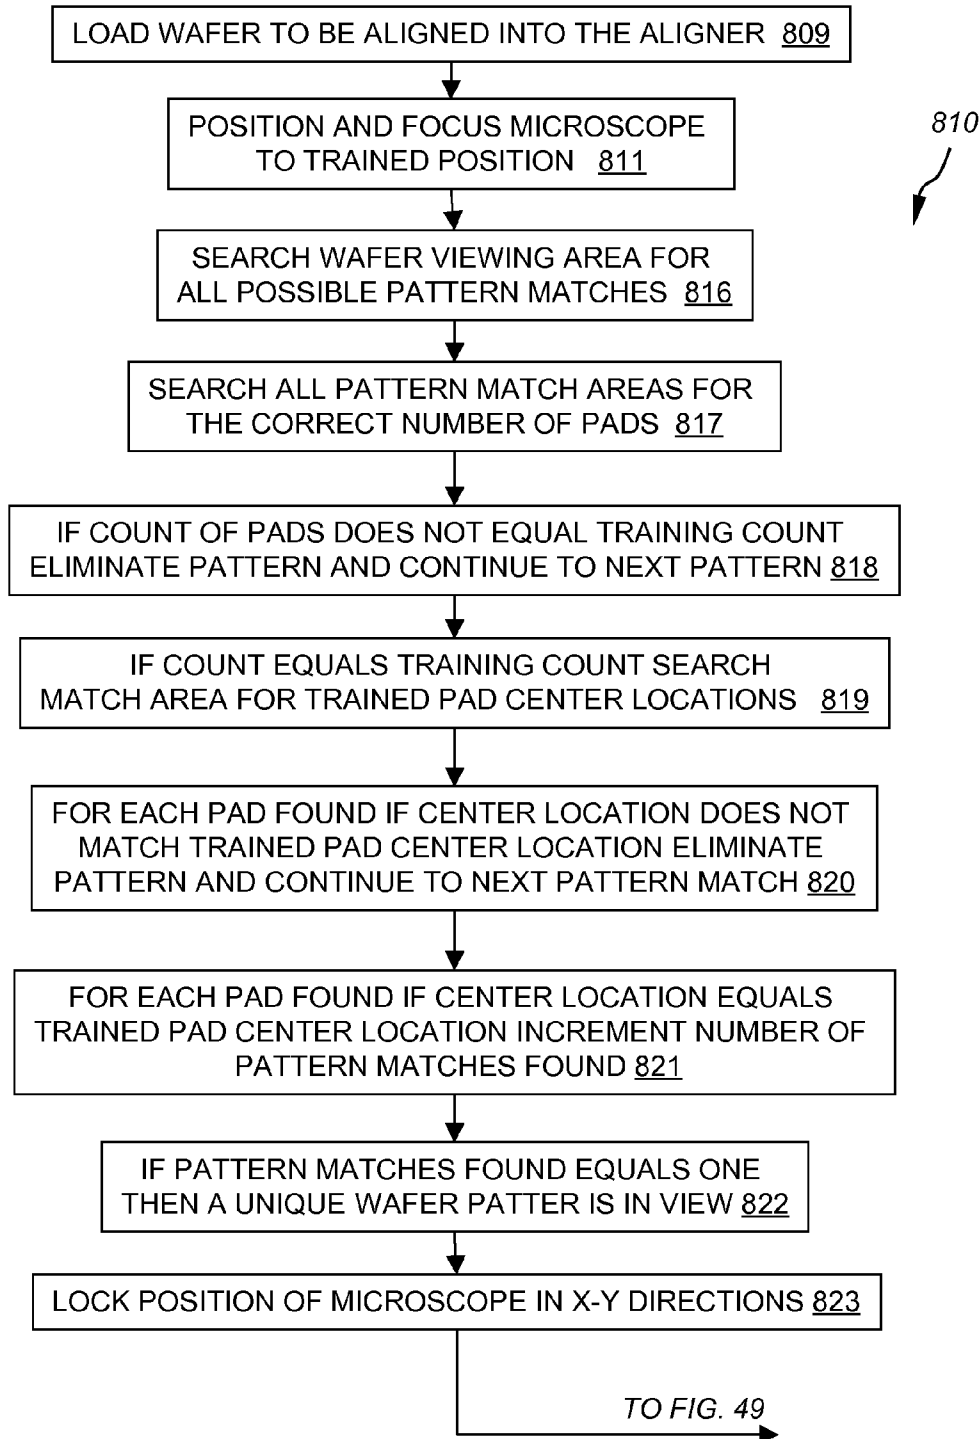 LOAD WAFER TO BE ALIGNED INTO THE ALIGNER 809
810
POSITION AND FOCUS MICROSCOPE
TO TRAINED POSITION 811
SEARCH WAFER VIEWING AREA FOR
ALL POSSIBLE PATTERN MATCHES 816
SEARCH ALL PATTERN MATCH AREAS FOR
THE CORRECT NUMBER OF PADS 817
IF COUNT OF PADS DOES NOT EQUAL TRAINING COUNT
ELIMINATE PATTERN AND CONTINUE TO NEXT PATTERN 818
IF COUNT EQUALS TRAINING COUNT SEARCH
MATCH AREA FOR TRAINED PAD CENTER LOCATIONS 819
FOR EACH PAD FOUND IF CENTER LOCATION DOES NOT
MATCH TRAINED PAD CENTER LOCATION ELIMINATE
PATTERN AND CONTINUE TO NEXT PATTERN MATCH 820
FOR EACH PAD FOUND IF CENTER LOCATION EQUALS
TRAINED PAD CENTER LOCATION INCREMENT NUMBER OF
PATTERN MATCHES FOUND 821
IF PATTERN MATCHES FOUND EQUALS ONE
THEN A UNIQUE WAFER PATTER IS IN VIEW 822
LOCK POSITION OF MICROSCOPE IN X-Y DIRECTIONS 823
TO FIG. 49